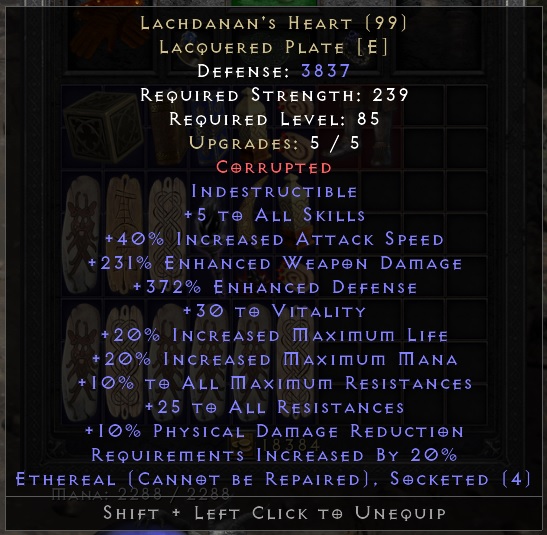 Lachdanan's Heart (99)
Lacquered Plate [E]
Defense: 3837
Required Strength: 239
Required Level: 85
Upgrades: 5 / 5
Corrupted
Indestructible
+5 to All Skills
+40% Increased Attack Speed
+231% Enhanced Weapon Damage
+372% Enhanced Defense
+30 to Vitality
+20% Increased Maximum Life
+20% Increased Maximum Mana
+10% to All Maximum Resistances
+25 to All Resistances
+10% Physical Damage Reduction
18384
Requirements Increased By 20%
Ethereal (Cannot be Repaired), Socketed (4)
Mana: 2288 / 2288
Shift + Left Click to Unequip